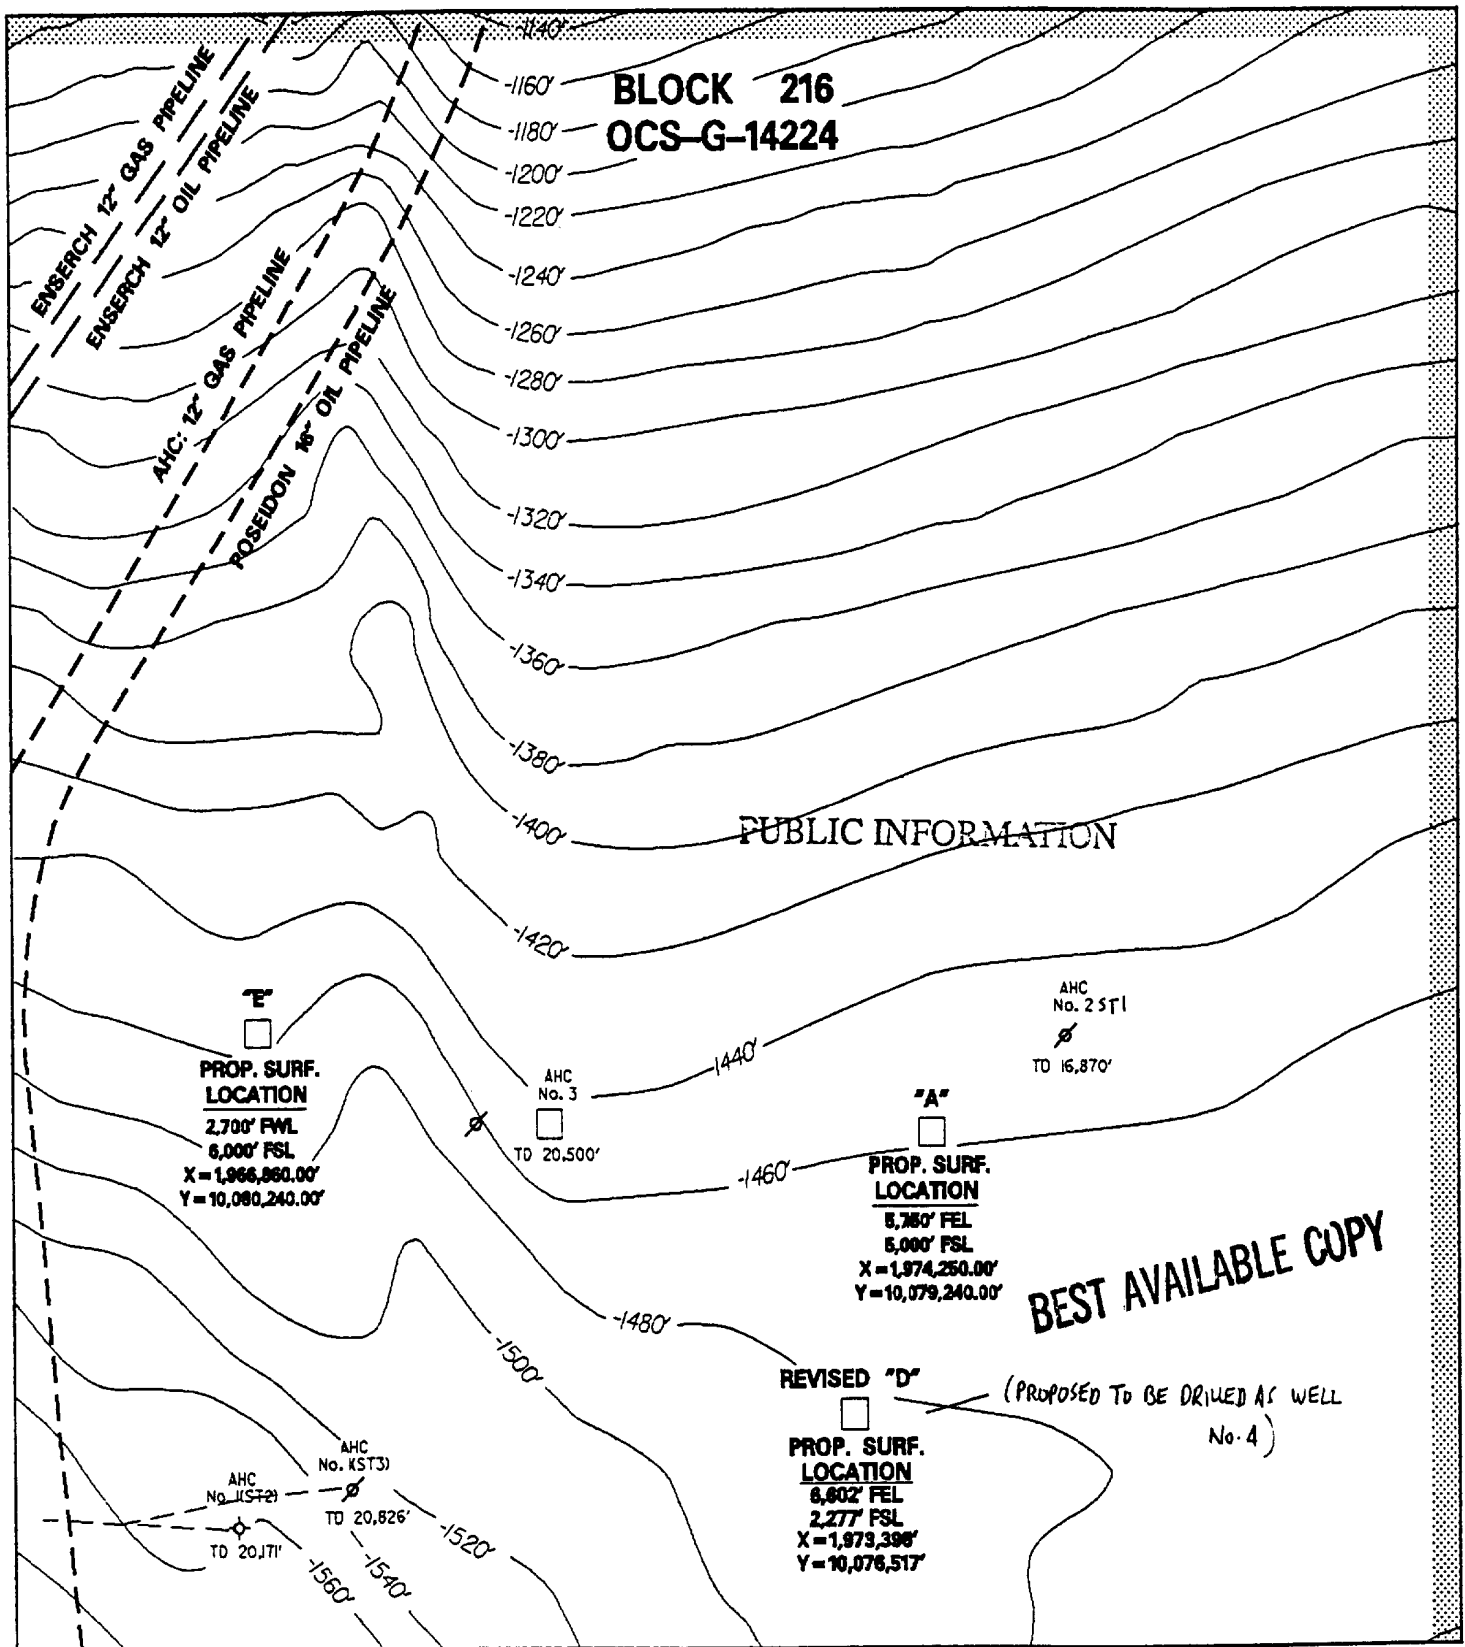 -1140'
BLOCK 216
OCS-G-14224
-1160'
-1180'
-1200'
-1220'
-1240'
-1260'
-1280'
-1300'
-1320'
-1340'
-1360'
-1380'
-1400'
-1420'
ENSERCH 12" GAS PIPELINE
ENSERCH 12" OIL PIPELINE
AHC: 12" GAS PIPELINE
POSEIDON 16" OIL PIPELINE
PUBLIC INFORMATION
"E"
PROP. SURF.
LOCATION
2,700' FWL
6,000' FSL
X = 1,966,860.00'
Y = 10,080,240.00'
AHC
No. 3
TD 20,500'
1440'
AHC
No. 2 ST1
TD 16,870'
-1460'
"A"
PROP. SURF.
LOCATION
5,750' FEL
5,000' FSL
X = 1,974,250.00'
Y = 10,079,240.00'
BEST AVAILABLE COPY
-1480'
-1500'
REVISED "D"
PROP. SURF.
LOCATION
6,602' FEL
2,277' FSL
X = 1,973,398'
Y = 10,076,517'
(PROPOSED TO BE DRILLED AS WELL
No. 4)
AHC
No. 1(ST3)
TD 20,826'
AHC
No. 1(ST2)
TD 20,171'
-1520'
-1540'
-1560'